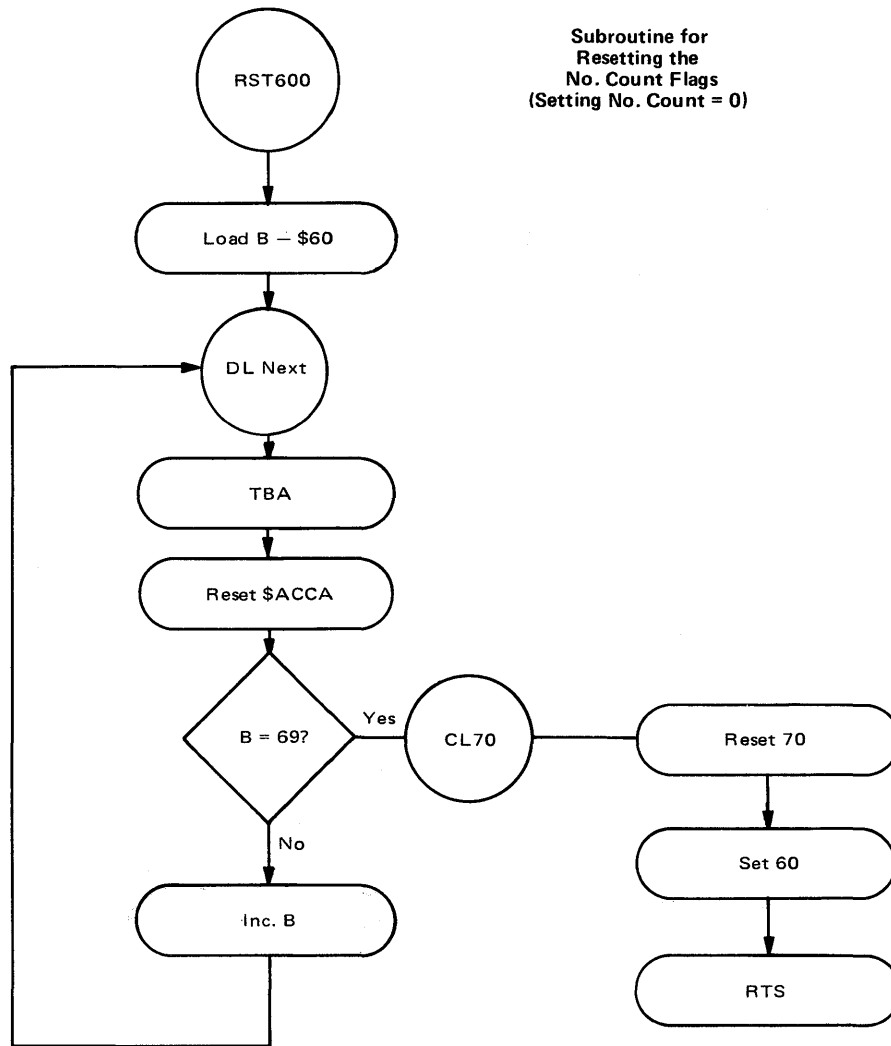 Subroutine for
Resetting the
No. Count Flags
(Setting No. Count = 0)
RST600
Load B — $60
DL Next
TBA
Reset $ACCA
B = 69?
Yes
CL70
Reset 70
No
Set 60
Inc. B
RTS